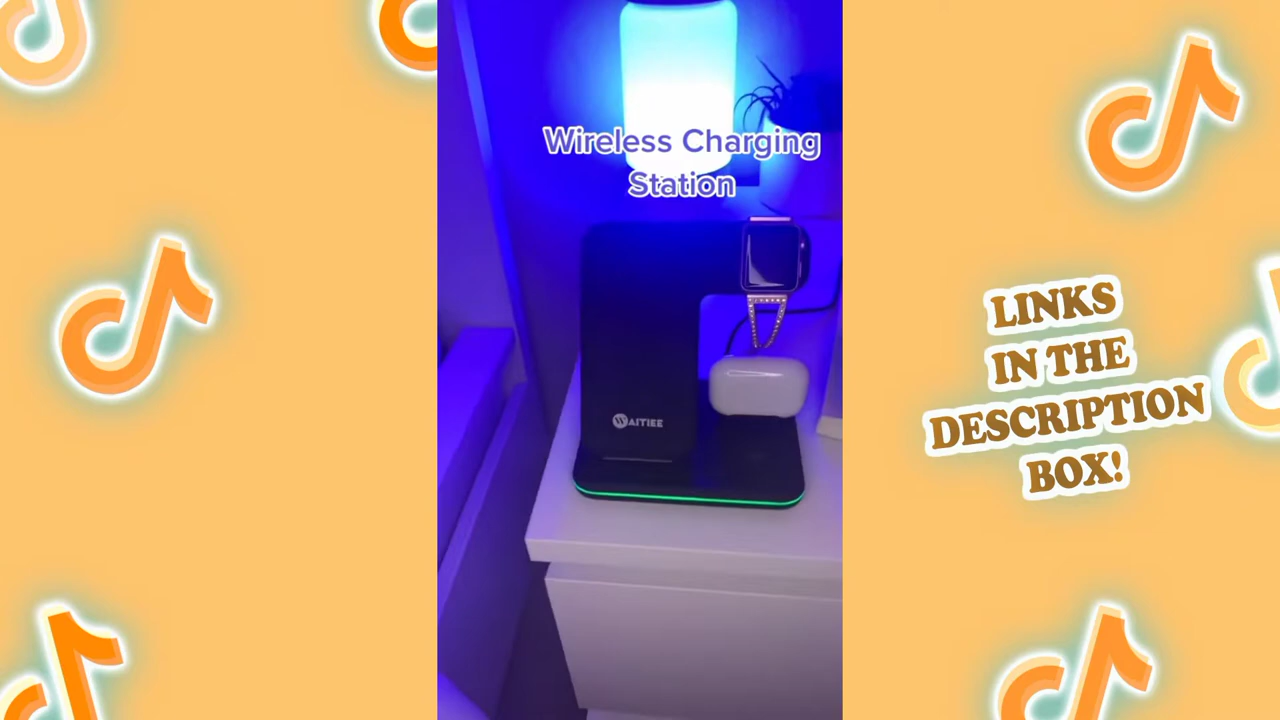 Wireless Charging
Station
WAITIEE
LINKS
IN THE
DESCRIPTION
BOX!